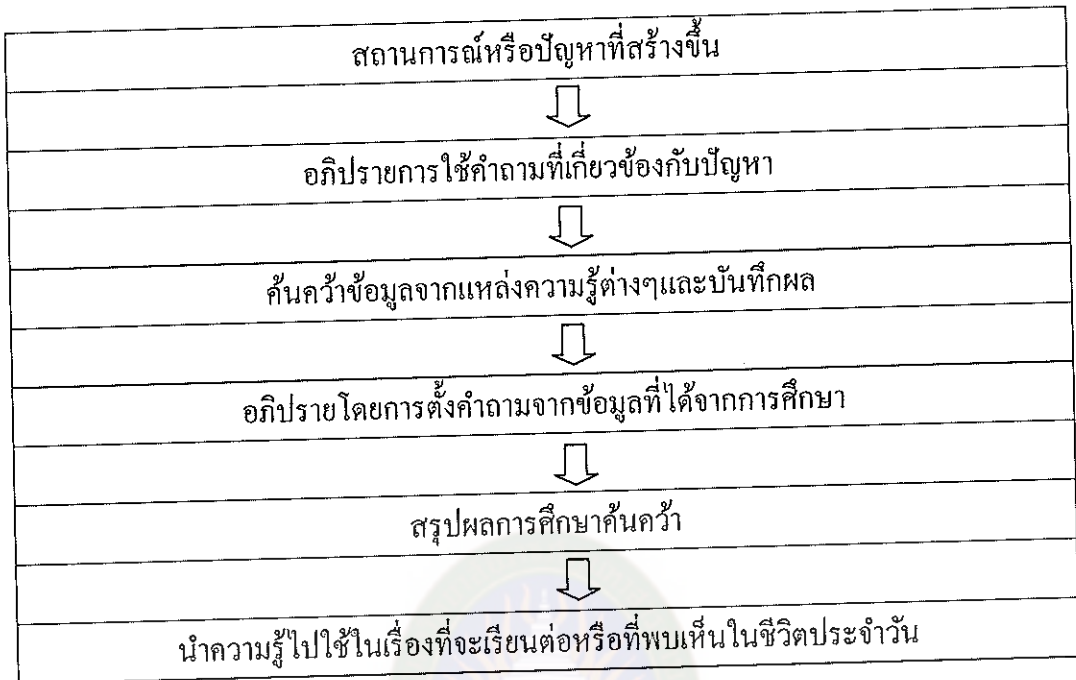 สถานการณ์หรือปัญหาที่สร้างขึ้น
อภิปรายการใช้คำถามที่เกี่ยวข้องกับปัญหา
ค้นคว้าข้อมูลจากแหล่งความรู้ต่างๆและบันทึกผล
อภิปรายโดยการตั้งคำถามจากข้อมูลที่ได้จากการศึกษา
สรุปผลการศึกษาค้นคว้า
นำความรู้ไปใช้ในเรื่องที่จะเรียนต่อหรือที่พบเห็นในชีวิตประจำวัน